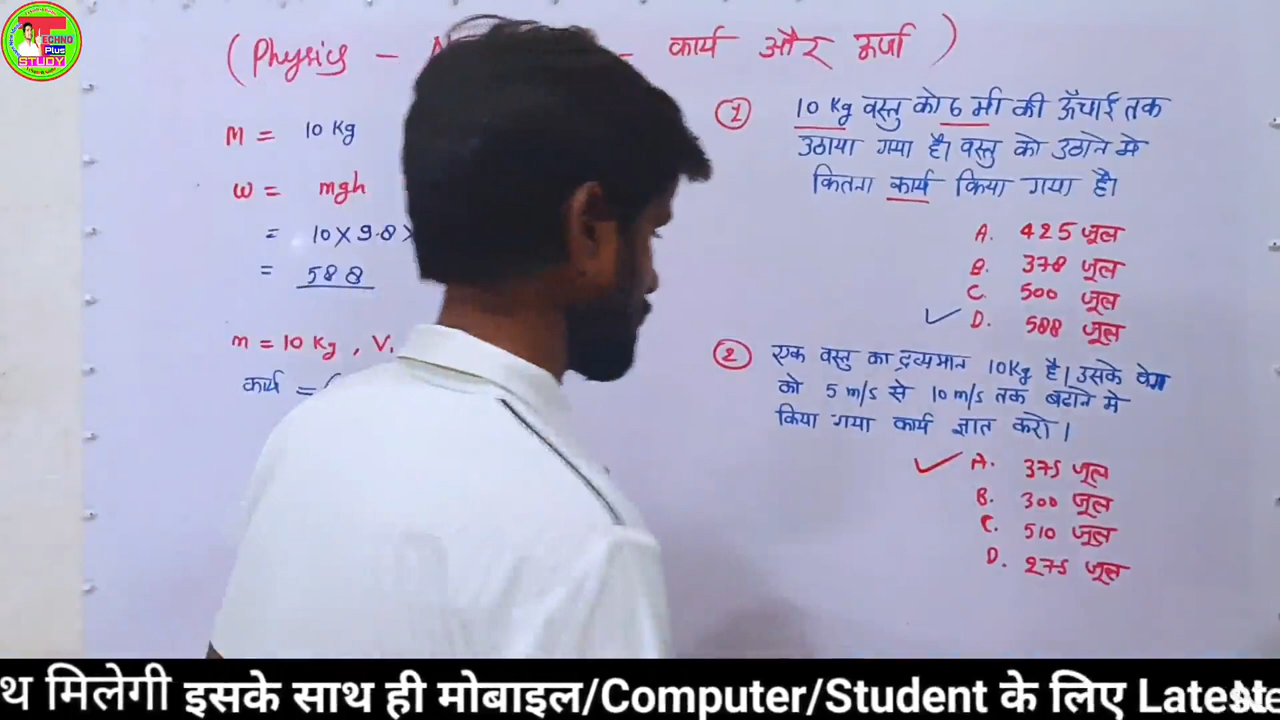 TECHNO
Plus
STUDY
(Physics - - कार्य और ऊर्जा)
M = 10 Kg
W = mgh
= 10 x 9.8 x
= 588
m = 10 Kg, V
कार्य = (
1 10 Kg वस्तु को 6 मी की ऊँचाई तक
उठाया गया है। वस्तु को उठाने मे
कितना कार्य किया गया है।
A. 425 जूल
B. 378 जूल
C. 500 जूल
✓ D. 588 जूल
2 एक वस्तु का द्रव्यमान 10Kg है। उसके वेग
को 5 m/s से 10 m/s तक बढाने मे
किया गया कार्य ज्ञात करो।
✓ A. 375 जूल
B. 300 जूल
C. 510 जूल
D. 275 जूल
थ मिलेगी इसके साथ ही मोबाइल/Computer/Student के लिए Latest